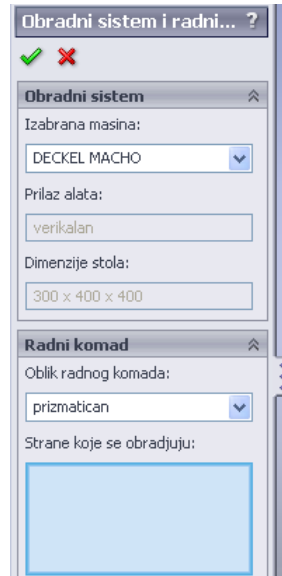 Obradni sistem i radni... ?
Obradni sistem
Izabrana masina:
DECKEL MACHO
Prilaz alata:
verikalan
Dimenzije stola:
300 x 400 x 400
Radni komad
Oblik radnog komada:
prizmatican
Strane koje se obradjuju: